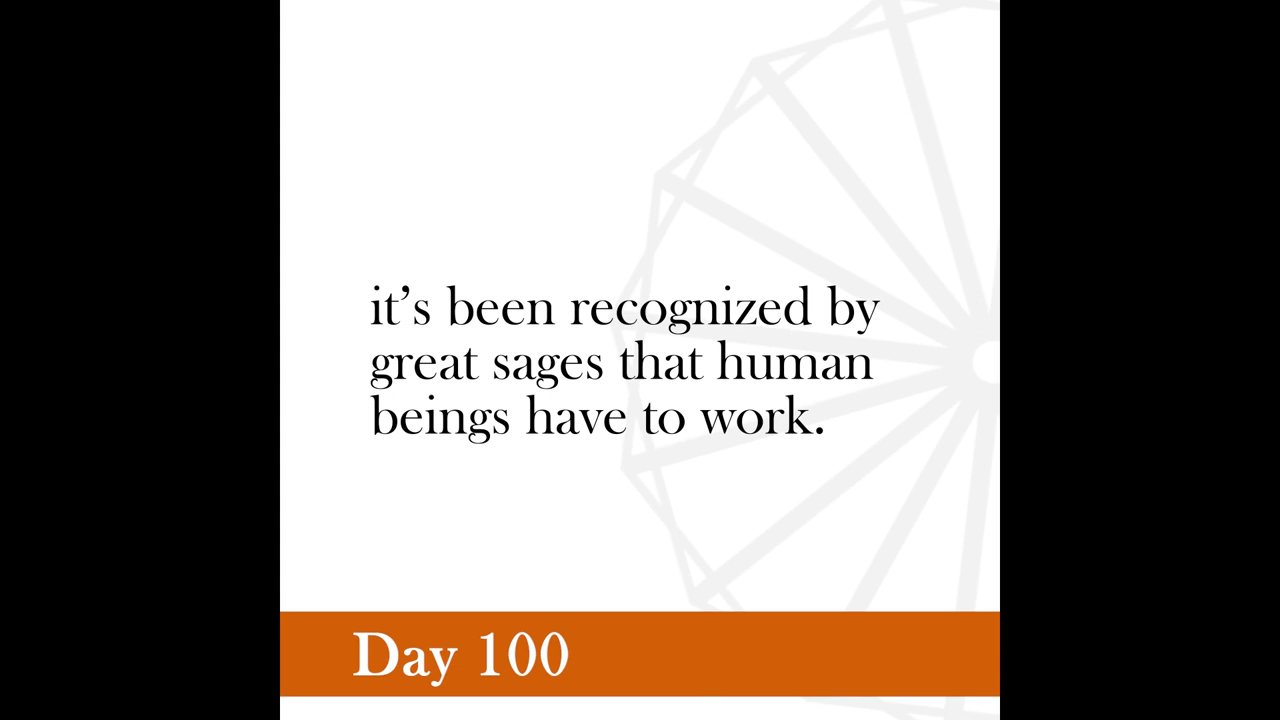 it’s been recognized by
great sages that human
beings have to work.
Day 100